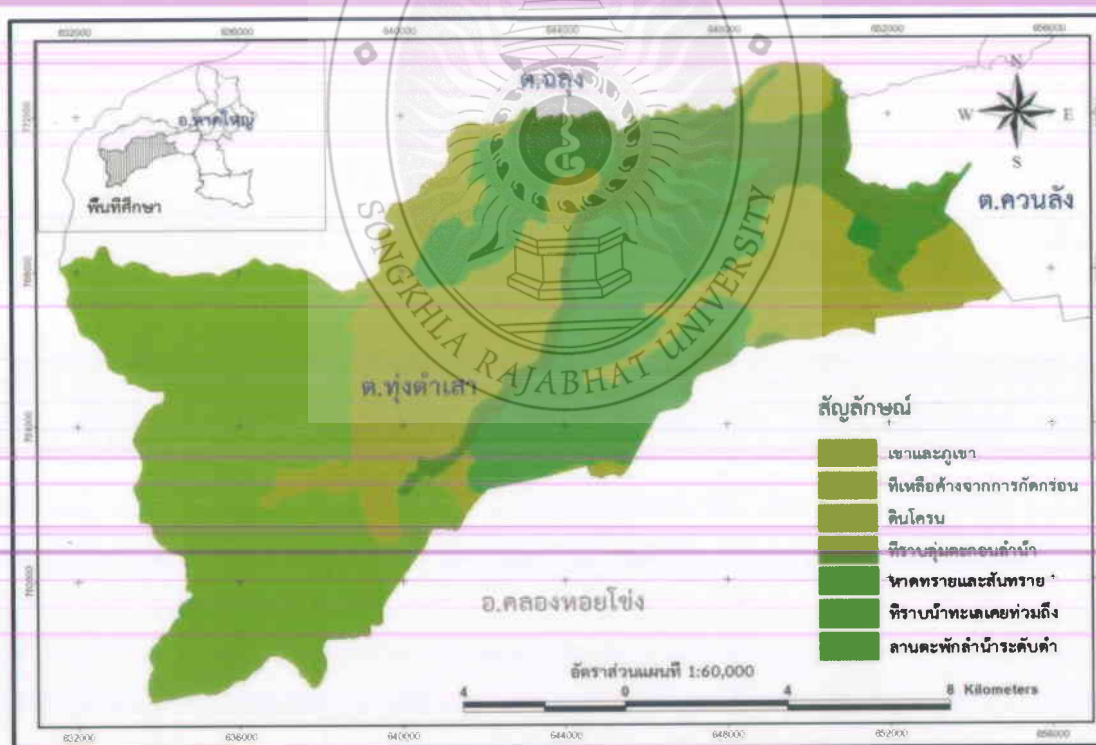 632000 636000 640000 644000 648000 652000 656000
ต.ฉลุง
อ.หาดใหญ่
พื้นที่ศึกษา
N
W E
S
ต.ควนลัง
SONGKHLA RAJABHAT UNIVERSITY
ต.ทุ่งตำเสา
อ.คลองหอยโข่ง
สัญลักษณ์
เขาและภูเขา
ที่เหลือค้างจากการกัดกร่อน
ดินโครน
ที่ราบลุ่มตะกอนลำน้ำ
หาดทรายและสันทราย
ที่ราบน้ำทะเลเคยท่วมถึง
ลานตะพักลำน้ำระดับต่ำ
อัตราส่วนแผนที่ 1:60,000
4 0 4 8 Kilometers
632000 636000 640000 644000 648000 652000 656000